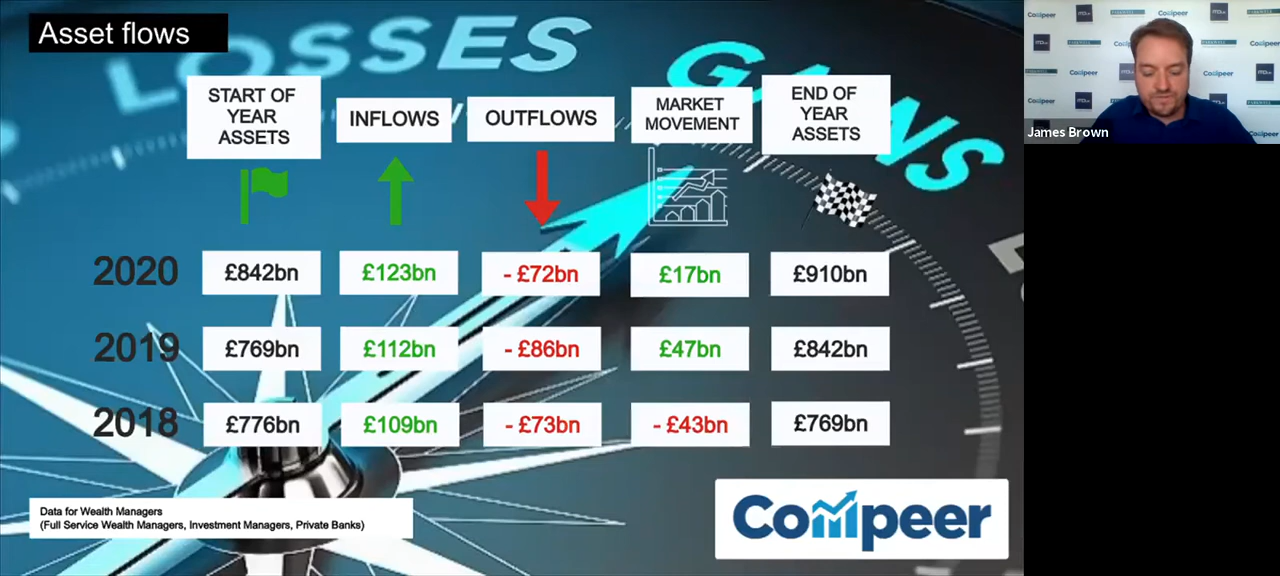 Asset flows
LOSSES
GAINS
START OF
YEAR
ASSETS
INFLOWS
OUTFLOWS
MARKET
MOVEMENT
END OF
YEAR
ASSETS
2020 £842bn £123bn - £72bn £17bn £910bn
2019 £769bn £112bn - £86bn £47bn £842bn
2018 £776bn £109bn - £73bn - £43bn £769bn
Data for Wealth Managers
(Full Service Wealth Managers, Investment Managers, Private Banks)
Compeer
James Brown